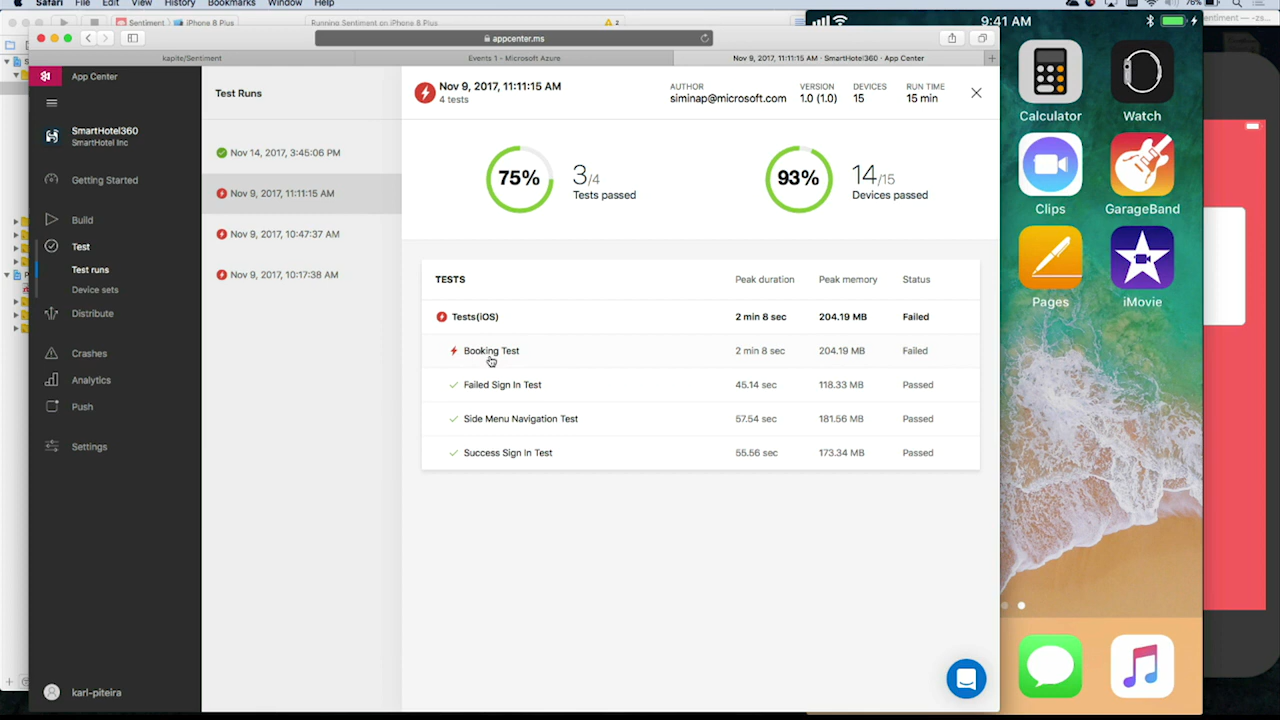 Safari File Edit View History Bookmarks Window Help
76%
Sentiment iPhone 8 Plus
Running Sentiment on iPhone 8 Plus
2
9:41 AM
appcenter.ms
kapite/Sentiment
Events 1 - Microsoft Azure
Nov 9, 2017, 11:11:15 AM · SmartHotel360 · App Center
App Center
SmartHotel360
SmartHotel Inc
Getting Started
Build
Test
Test runs
Device sets
Distribute
Crashes
Analytics
Push
Settings
karl-piteira
Test Runs
Nov 14, 2017, 3:45:06 PM
Nov 9, 2017, 11:11:15 AM
Nov 9, 2017, 10:47:37 AM
Nov 9, 2017, 10:17:38 AM
Nov 9, 2017, 11:11:15 AM
4 tests
AUTHOR VERSION DEVICES RUN TIME
siminap@microsoft.com 1.0 (1.0) 15 15 min
75% 3/4
Tests passed
93% 14/15
Devices passed
TESTS Peak duration Peak memory Status
Tests(iOS) 2 min 8 sec 204.19 MB Failed
Booking Test 2 min 8 sec 204.19 MB Failed
Failed Sign In Test 45.14 sec 118.33 MB Passed
Side Menu Navigation Test 57.54 sec 181.56 MB Passed
Success Sign In Test 55.56 sec 173.34 MB Passed
Calculator Watch
Clips GarageBand
Pages iMovie